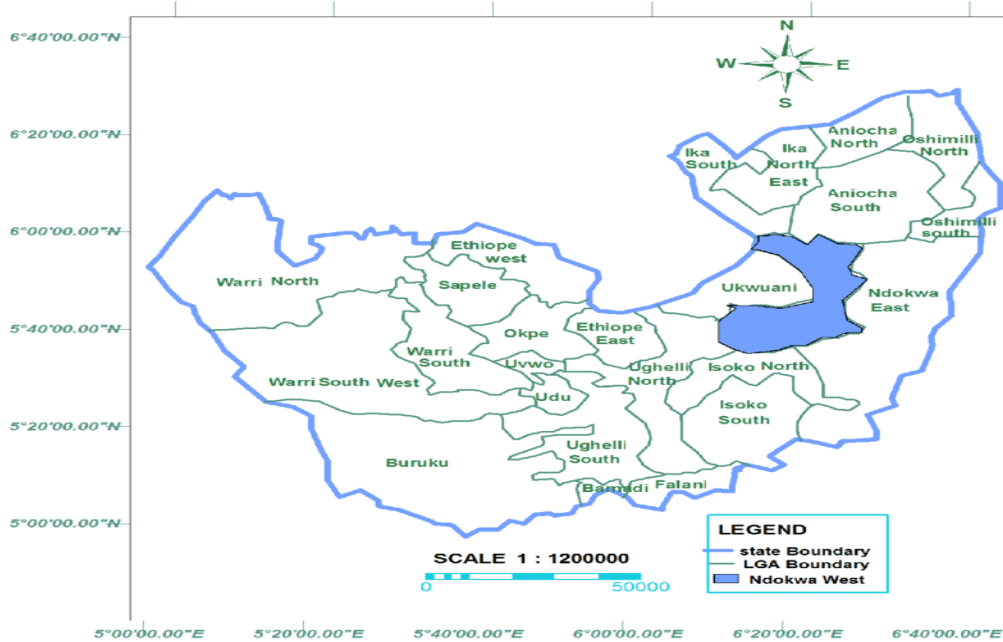 6°40'00.00"N
6°20'00.00"N
6°00'00.00"N
5°40'00.00"N
5°20'00.00"N
5°00'00.00"N
N
W E
S
Ika
South
Ika
North
East
Aniocha
North
Oshimilli
North
Aniocha
South
Oshimilli
south
Ethiope
west
Warri North
Sapele
Ukwuani
Ndokwa
East
Okpe
Ethiope
East
Warri
South
Uvwo
Ughelli
North
Isoko North
Warri South West
Udu
Isoko
South
Ughelli
South
Buruku
Bamadi
Falani
LEGEND
state Boundary
LGA Boundary
Ndokwa West
SCALE 1 : 1200000
0 50000
5°00'00.00"E 5°20'00.00"E 5°40'00.00"E 6°00'00.00"E 6°20'00.00"E 6°40'00.00"E